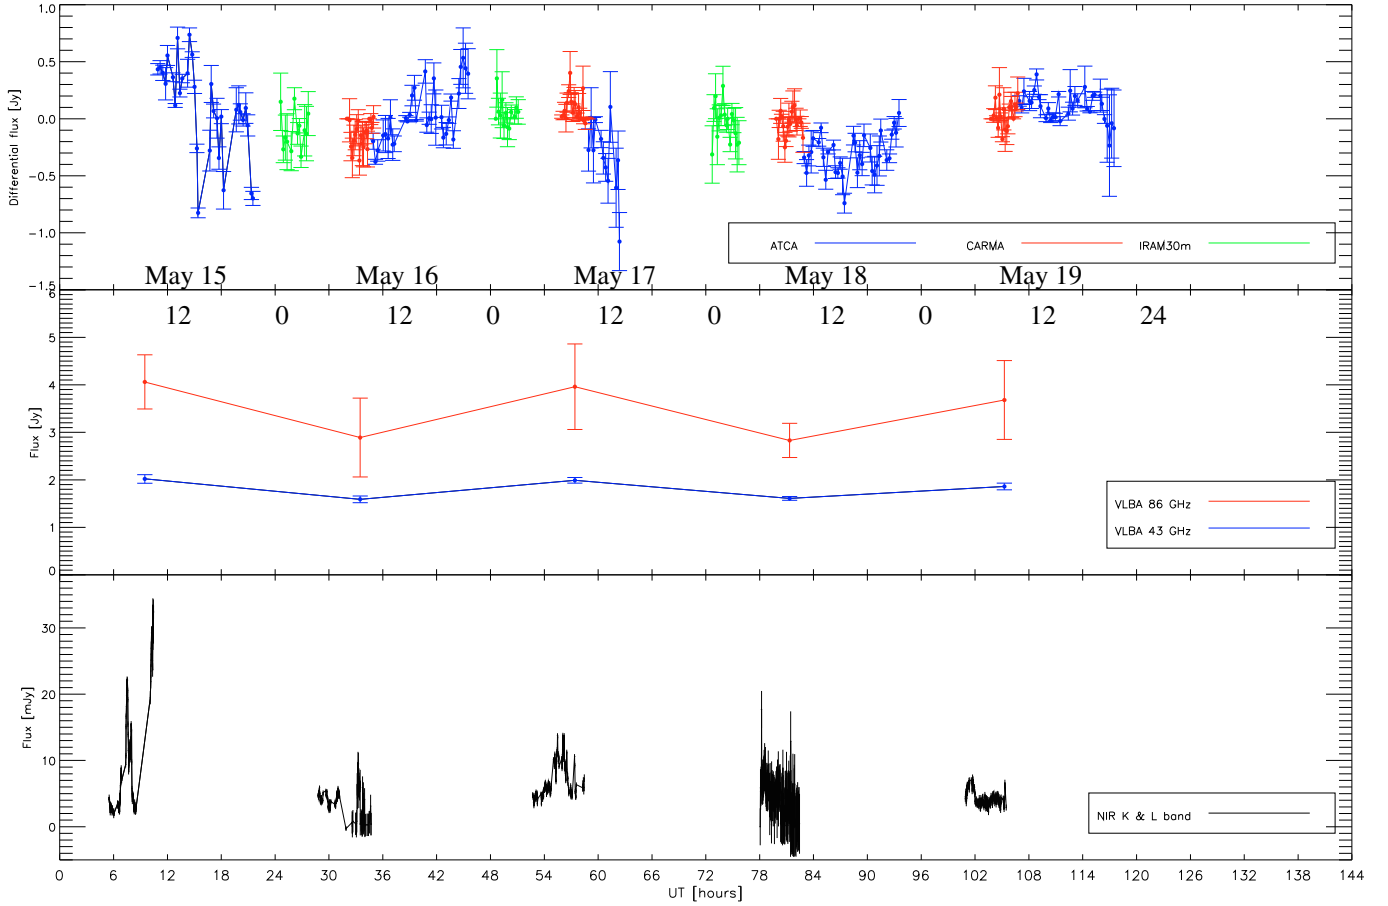 Differential flux [Jy]
1.0
0.5
0.0
−0.5
−1.0
−1.5
ATCA CARMA IRAM30m
May 15 May 16 May 17 May 18 May 19
12 0 12 0 12 0 12 0 12 24
Flux [Jy]
6
5
4
3
2
1
0
VLBA 86 GHz
VLBA 43 GHz
Flux [mJy]
30
20
10
0
NIR K & L band
0 6 12 18 24 30 36 42 48 54 60 66 72 78 84 90 96 102 108 114 120 126 132 138 144
UT [hours]